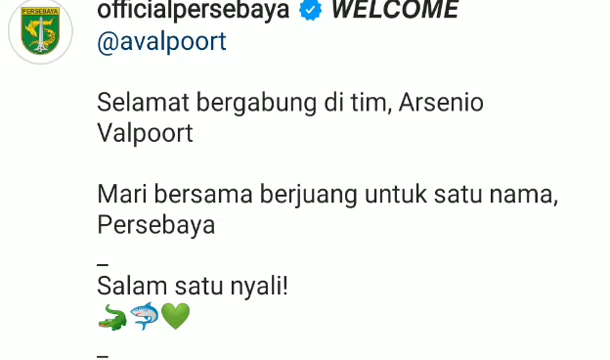 PERSEBAYA
officialpersebaya WELCOME
@avalpoort
Selamat bergabung di tim, Arsenio
Valpoort
Mari bersama berjuang untuk satu nama,
Persebaya
_
Salam satu nyali!
🐊🦈💚
_